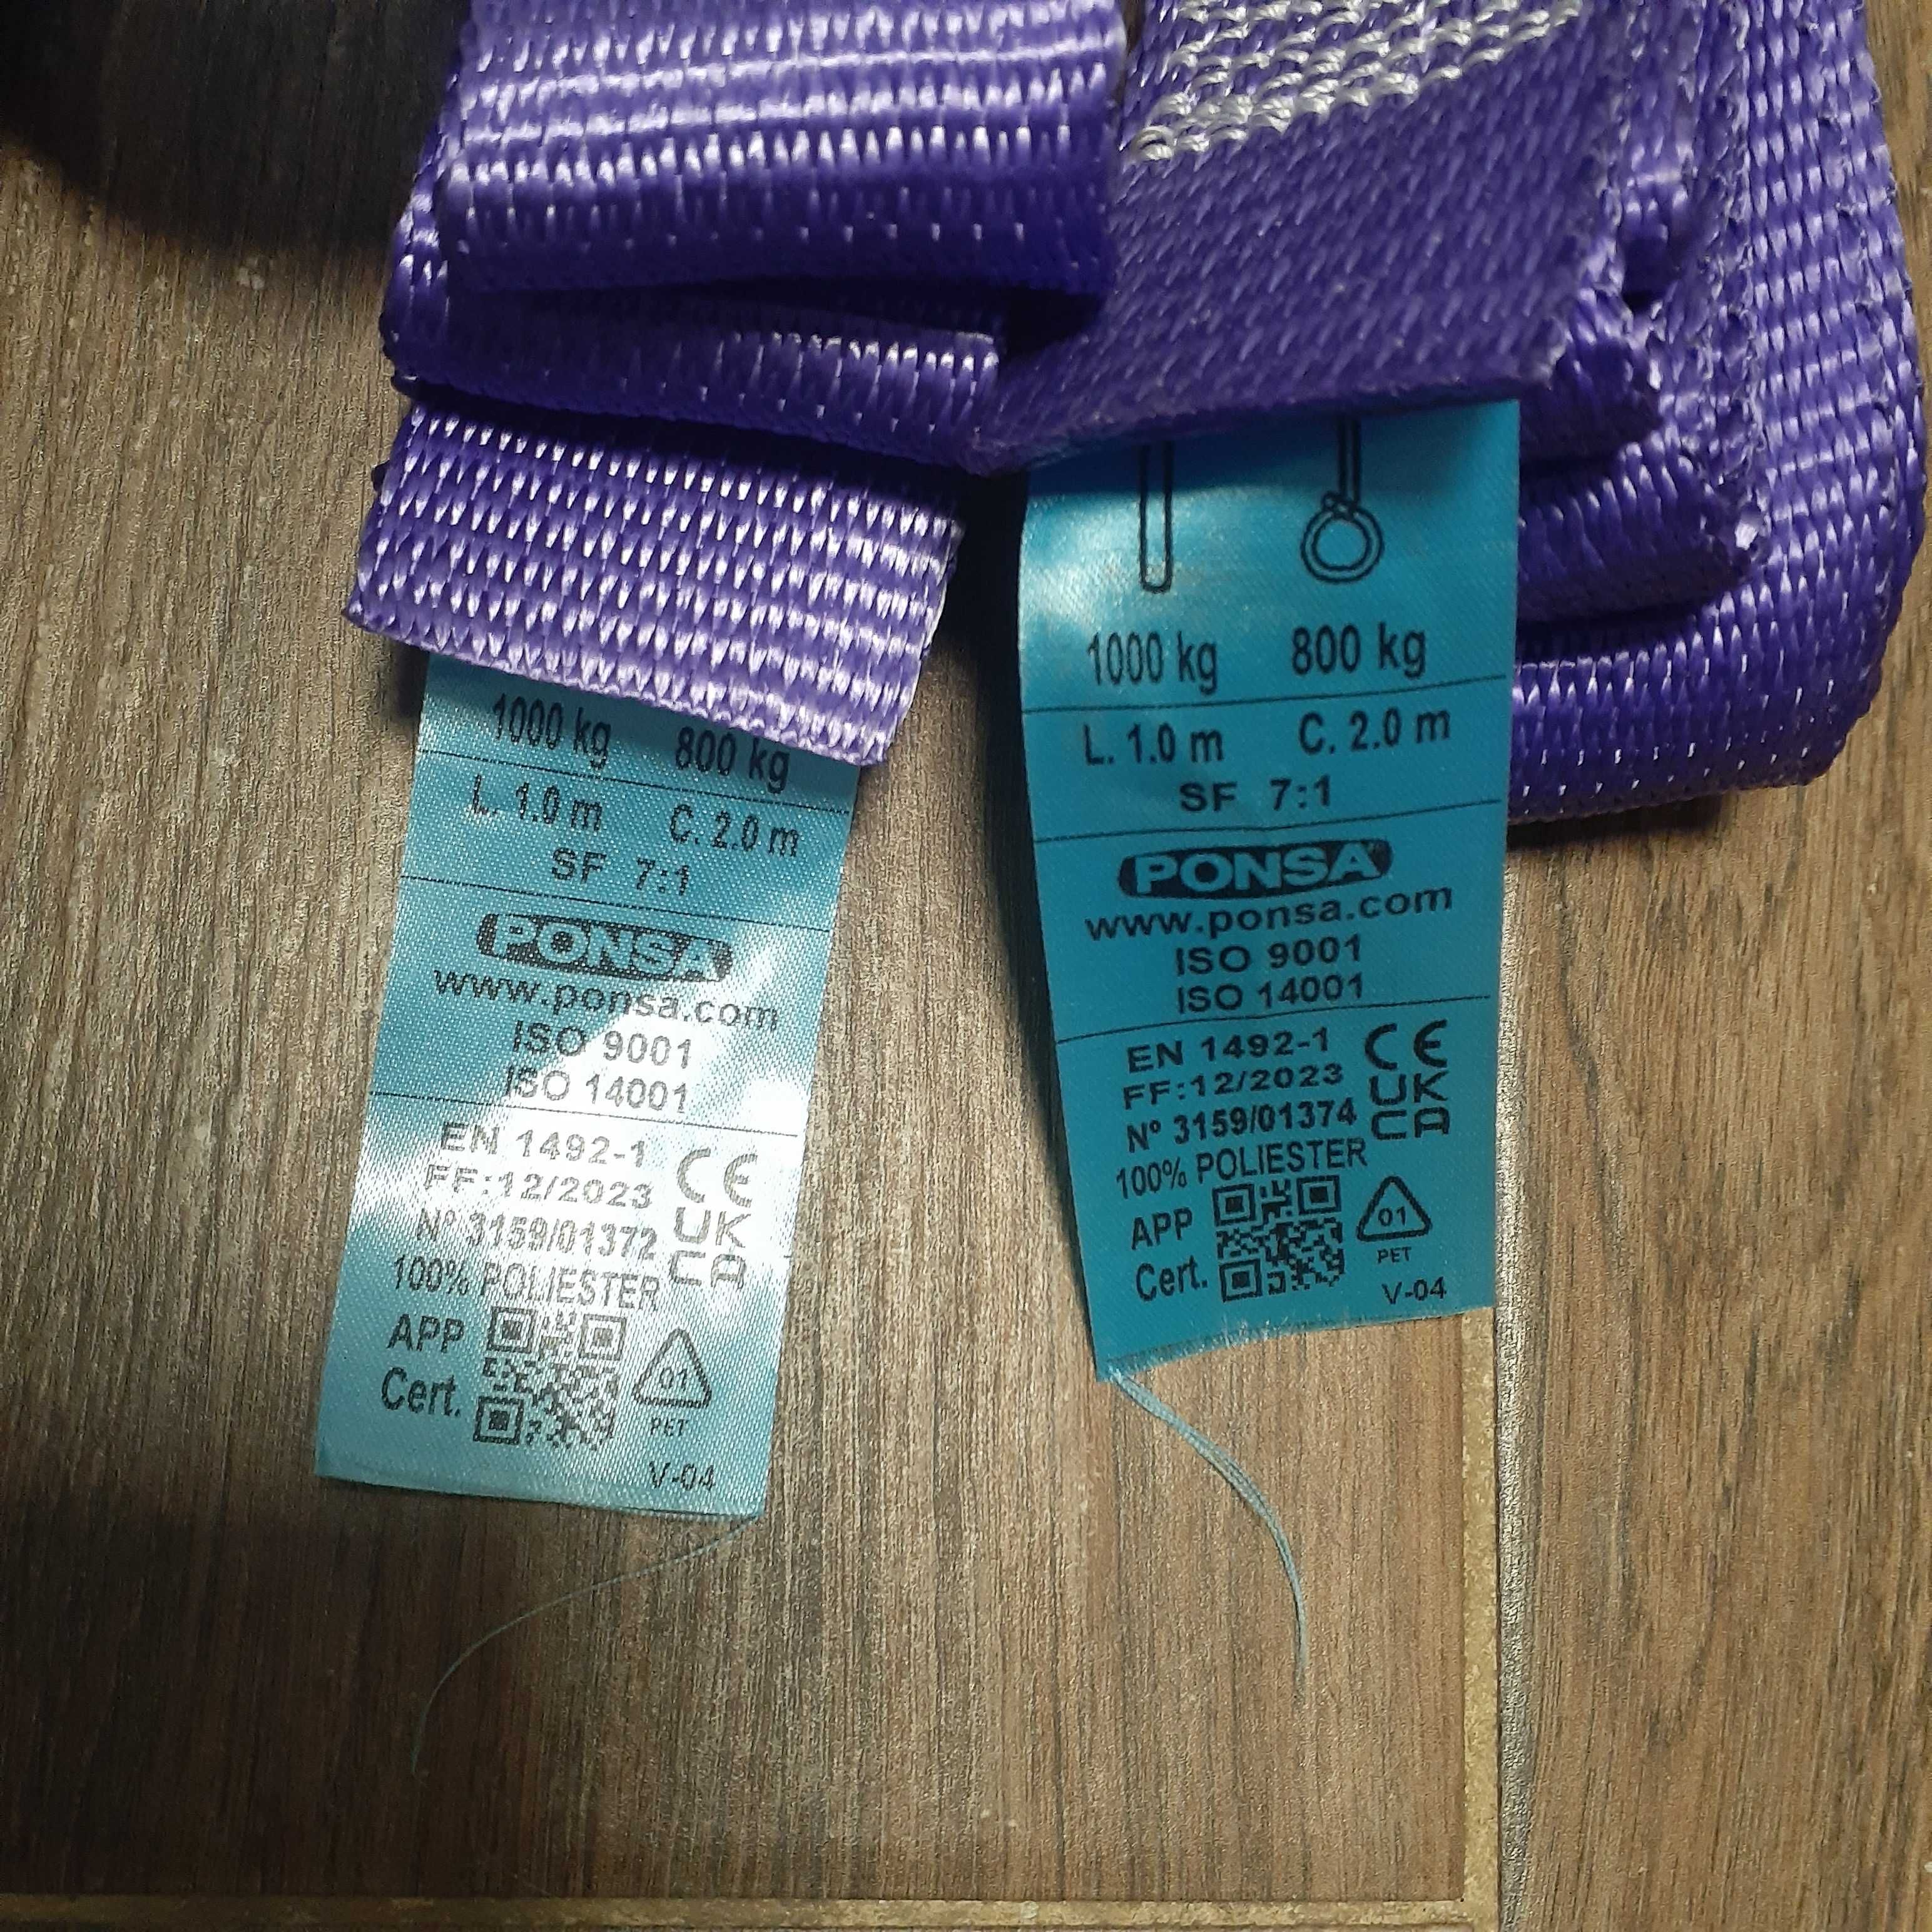 1000 kg 800 kg
L. 1.0 m C. 2.0 m
SF 7:1
PONSA
www.ponsa.com
ISO 9001
ISO 14001
EN 1492-1
FF:12/2023
Nº 3159/01372
100% POLIESTER
CE
UK
CA
APP
Cert.
01
PET
V-04
1000 kg 800 kg
L. 1.0 m C. 2.0 m
SF 7:1
PONSA
www.ponsa.com
ISO 9001
ISO 14001
EN 1492-1
FF:12/2023
Nº 3159/01374
100% POLIESTER
CE
UK
CA
APP
Cert.
01
PET
V-04